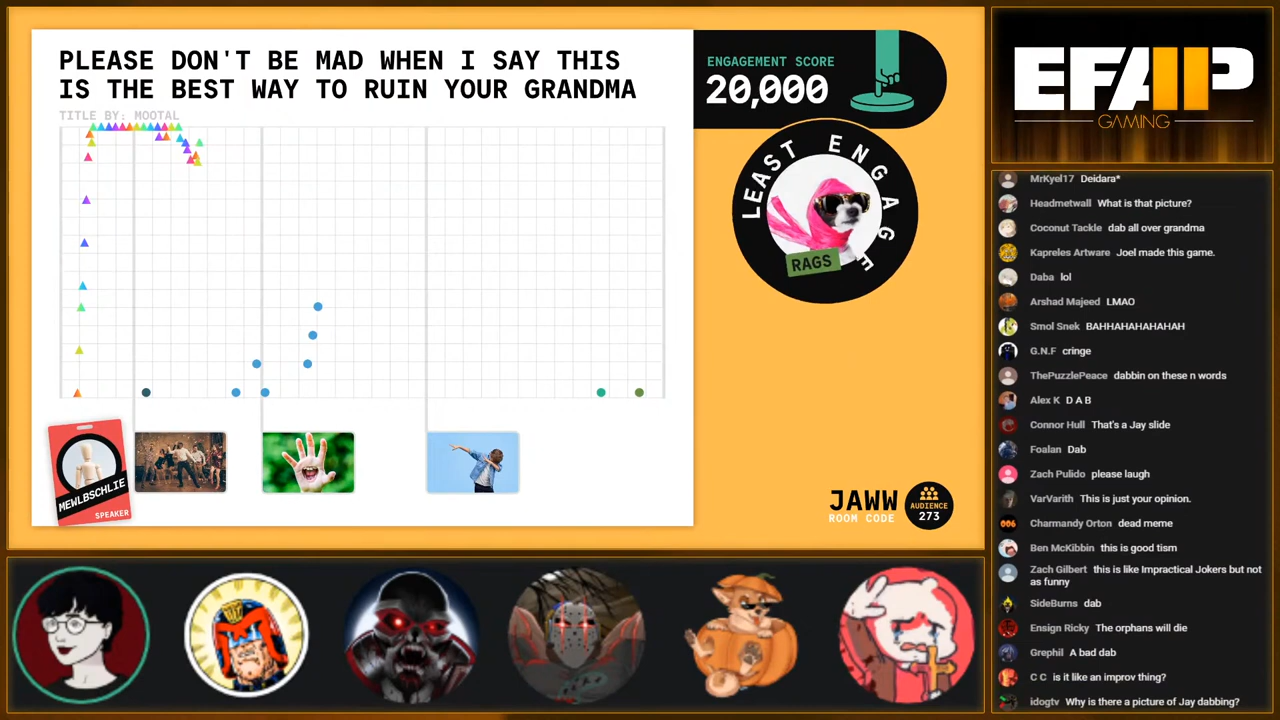 PLEASE DON'T BE MAD WHEN I SAY THIS
IS THE BEST WAY TO RUIN YOUR GRANDMA
TITLE BY: MOOTAL
MEWLBSCHLIE
SPEAKER
ENGAGEMENT SCORE
20,000
LEAST ENGAGE
RAGS
JAWW
ROOM CODE
AUDIENCE
273
EFAP
GAMING
MrKyel17 Deidara*
Headmetwall What is that picture?
Coconut Tackle dab all over grandma
Kapreles Artware Joel made this game.
Daba lol
Arshad Majeed LMAO
Smol Snek BAHHAHAHAHAHAH
G.N.F cringe
ThePuzzlePeace dabbin on these n words
Alex K D A B
Connor Hull That's a Jay slide
Foalan Dab
Zach Pulido please laugh
VarVarith This is just your opinion.
Charmandy Orton dead meme
Ben McKibbin this is good tism
Zach Gilbert this is like Impractical Jokers but not
as funny
SideBurns dab
Ensign Ricky The orphans will die
Grephil A bad dab
C C is it like an improv thing?
idogtv Why is there a picture of Jay dabbing?